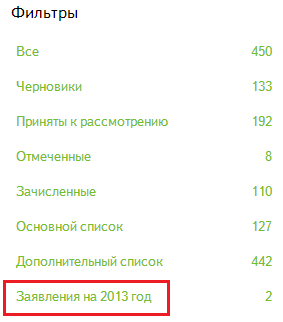 Фильтры
Все 450
Черновики 133
Приняты к рассмотрению 192
Отмеченные 8
Зачисленные 110
Основной список 127
Дополнительный список 442
Заявления на 2013 год 2